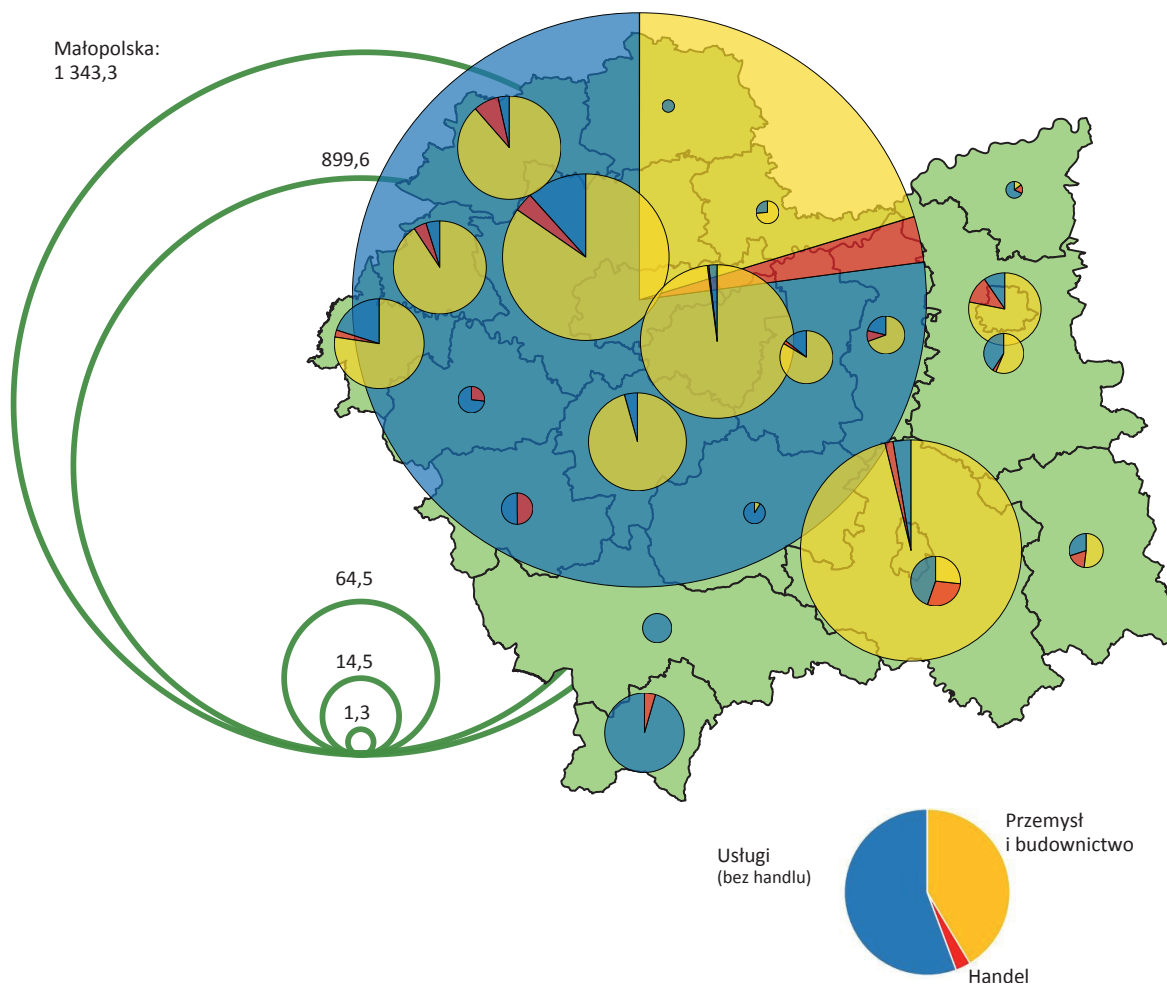 Małopolska:
1 343,3
899,6
64,5
14,5
1,3
Przemysł
i budownictwo
Usługi
(bez handlu)
Handel